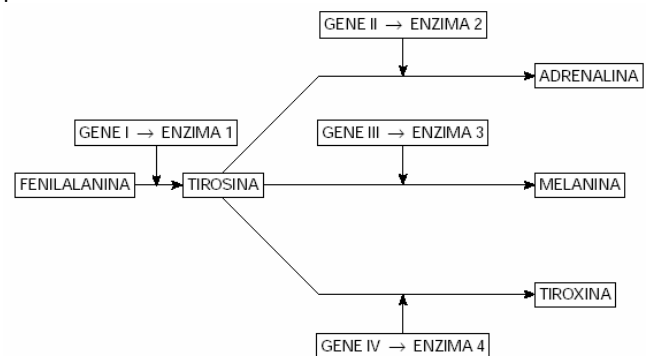 GENE II → ENZIMA 2
ADRENALINA
GENE I → ENZIMA 1
GENE III → ENZIMA 3
FENILALANINA
TIROSINA
MELANINA
TIROXINA
GENE IV → ENZIMA 4